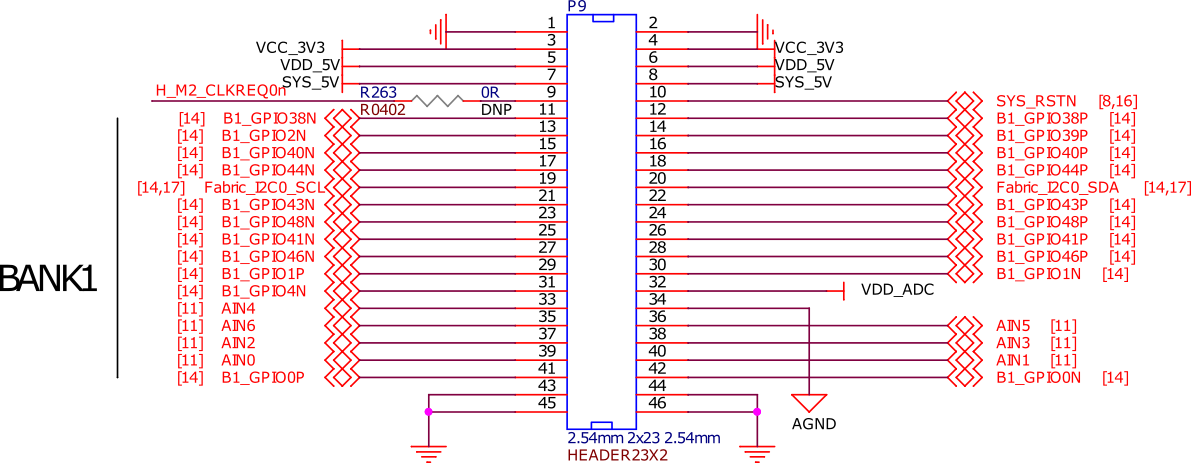 P9
1 2
3 4
VCC_3V3 VCC_3V3
5 6
VDD_5V VDD_5V
7 8
SYS_5V SYS_5V
H_M2_CLKREQ0n R263 0R 9 10 SYS_RSTN [8,16]
R0402 DNP
[14] B1_GPIO38N 11 12 B1_GPIO38P [14]
[14] B1_GPIO2N 13 14 B1_GPIO39P [14]
[14] B1_GPIO40N 15 16 B1_GPIO40P [14]
[14] B1_GPIO44N 17 18 B1_GPIO44P [14]
[14,17] Fabric_I2C0_SCL 19 20 Fabric_I2C0_SDA [14,17]
[14] B1_GPIO43N 21 22 B1_GPIO43P [14]
[14] B1_GPIO48N 23 24 B1_GPIO48P [14]
[14] B1_GPIO41N 25 26 B1_GPIO41P [14]
[14] B1_GPIO46N 27 28 B1_GPIO46P [14]
BANK1
[14] B1_GPIO1P 29 30 B1_GPIO1N [14]
[14] B1_GPIO4N 31 32 VDD_ADC
[11] AIN4 33 34
[11] AIN6 35 36 AIN5 [11]
[11] AIN2 37 38 AIN3 [11]
[11] AIN0 39 40 AIN1 [11]
[14] B1_GPIO0P 41 42 B1_GPIO0N [14]
43 44
45 46
AGND
2.54mm 2x23 2.54mm
HEADER23X2